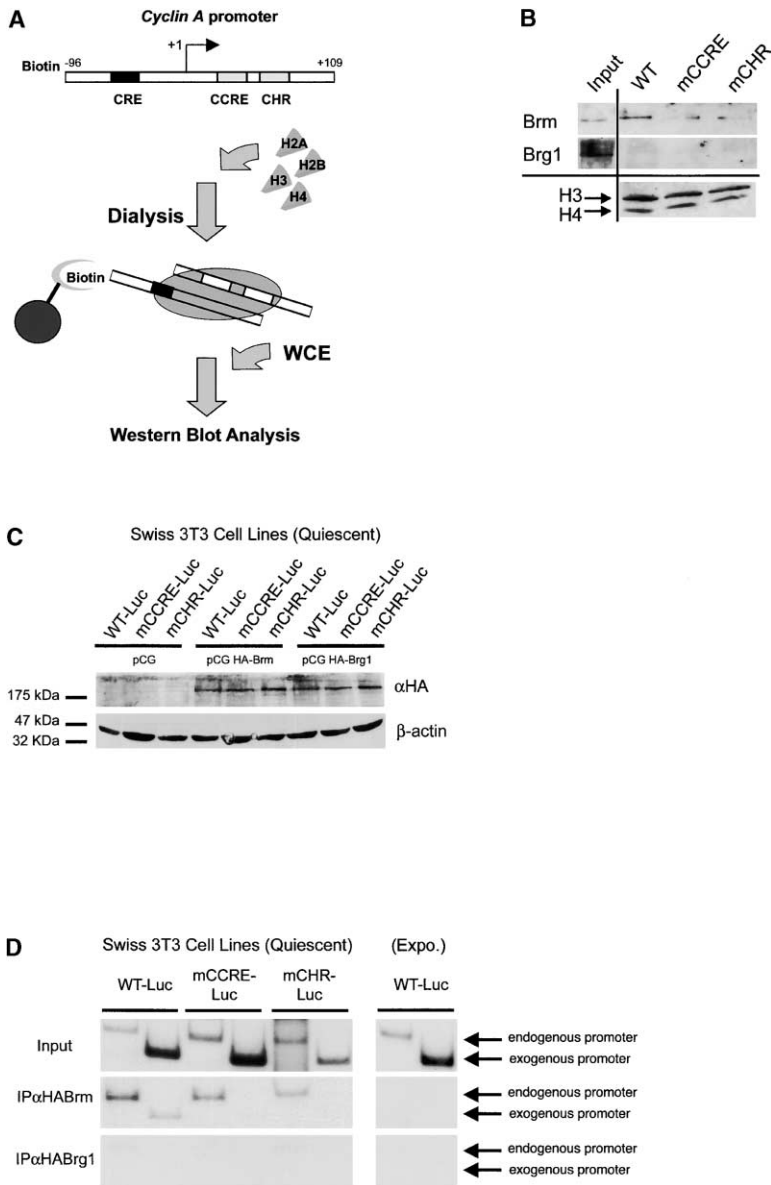 A
Cyclin A promoter
+1
Biotin -96 +109
CRE CCRE CHR
H2A
H2B
H3
H4
Dialysis
Biotin
WCE
Western Blot Analysis
B
Input WT mCCRE mCHR
Brm
Brg1
H3
H4
C
Swiss 3T3 Cell Lines (Quiescent)
WT-Luc mCCRE-Luc mCHR-Luc WT-Luc mCCRE-Luc mCHR-Luc WT-Luc mCCRE-Luc mCHR-Luc
pCG pCG HA-Brm pCG HA-Brg1
175 kDa αHA
47 kDa
32 KDa β-actin
D
Swiss 3T3 Cell Lines (Quiescent) (Expo.)
WT-Luc mCCRE-Luc mCHR-Luc WT-Luc
Input endogenous promoter
exogenous promoter
IPαHABrm endogenous promoter
exogenous promoter
IPαHABrg1 endogenous promoter
exogenous promoter